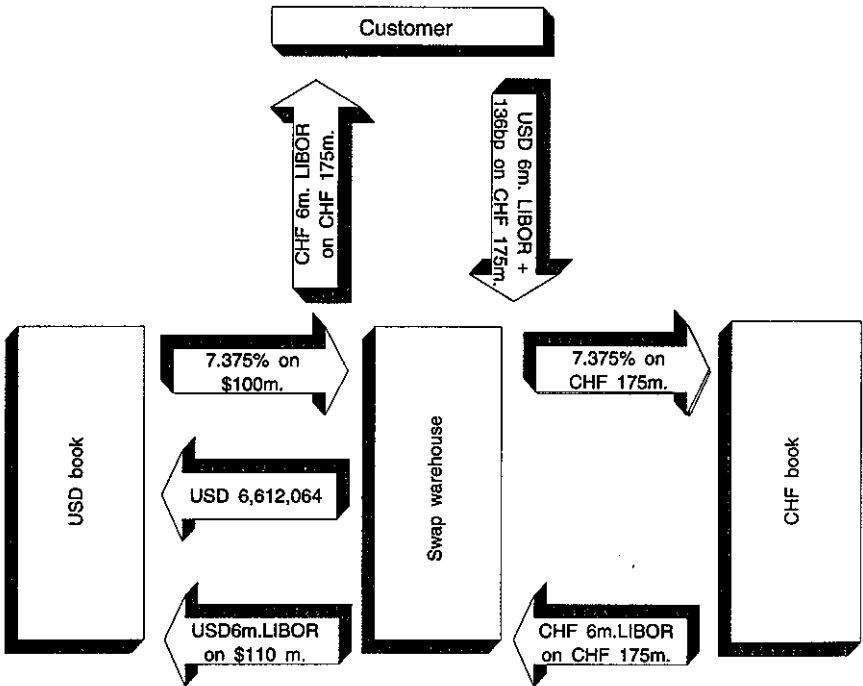 Customer
CHF 6m. LIBOR
on CHF 175m.
USD 6m. LIBOR +
136bp on CHF 175m.
USD book
7.375% on
$100m.
USD 6,612,064
USD6m.LIBOR
on $110 m.
Swap warehouse
7.375% on
CHF 175m.
CHF 6m.LIBOR
on CHF 175m.
CHF book